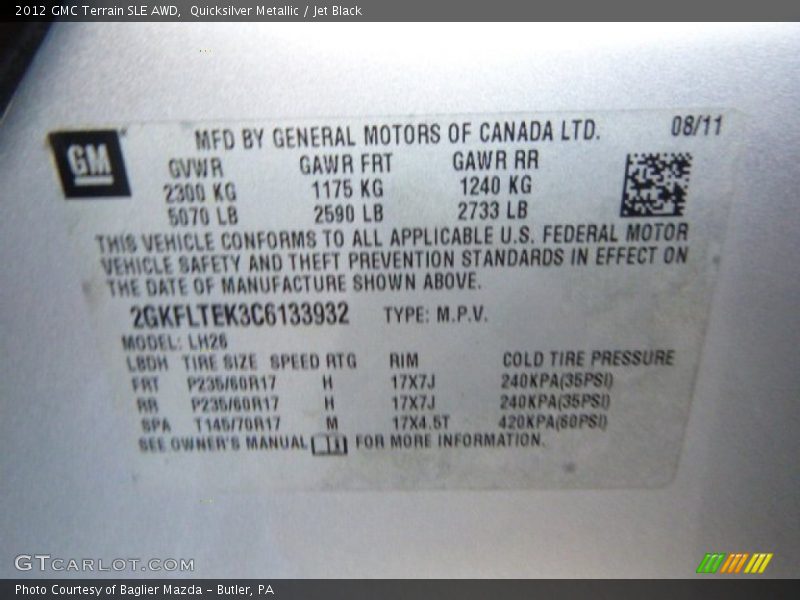 2012 GMC Terrain SLE AWD,  Quicksilver Metallic / Jet Black
MFD BY GENERAL MOTORS OF CANADA LTD. 08/11
GM
GVWR GAWR FRT GAWR RR
2300 KG 1175 KG 1240 KG
5070 LB 2590 LB 2733 LB
THIS VEHICLE CONFORMS TO ALL APPLICABLE U.S. FEDERAL MOTOR
VEHICLE SAFETY AND THEFT PREVENTION STANDARDS IN EFFECT ON
THE DATE OF MANUFACTURE SHOWN ABOVE.
2GKFLTEK3C6133932 TYPE: M.P.V.
MODEL: LH26
LBDH TIRE SIZE SPEED RTG RIM COLD TIRE PRESSURE
FRT P235/60R17 H 17X7J 240KPA(35PSI)
RR P235/60R17 H 17X7J 240KPA(35PSI)
SPA T145/70R17 M 17X4.5T 420KPA(60PSI)
SEE OWNER'S MANUAL FOR MORE INFORMATION.
GTCARLOT.COM
Photo Courtesy of Baglier Mazda - Butler, PA